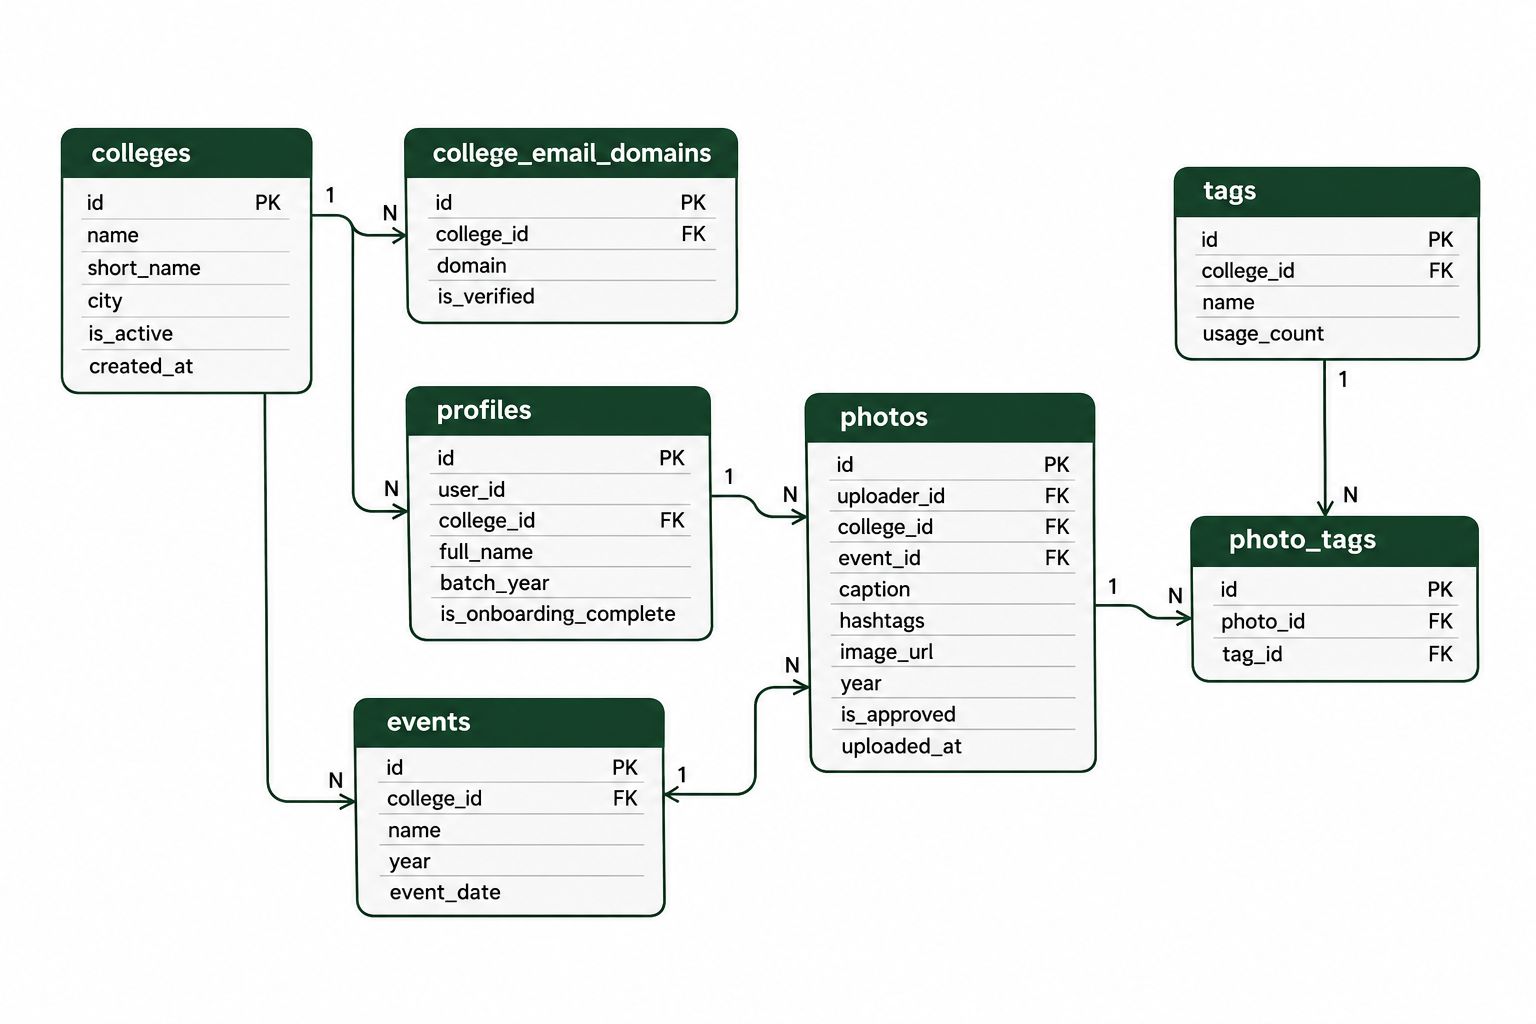 colleges
id PK
name
short_name
city
is_active
created_at
1
N
college_email_domains
id PK
college_id FK
domain
is_verified
N
profiles
id PK
user_id
college_id FK
full_name
batch_year
is_onboarding_complete
1
N
N
events
id PK
college_id FK
name
year
event_date
1
N
photos
id PK
uploader_id FK
college_id FK
event_id FK
caption
hashtags
image_url
year
is_approved
uploaded_at
1
N
tags
id PK
college_id FK
name
usage_count
1
N
photo_tags
id PK
photo_id FK
tag_id FK